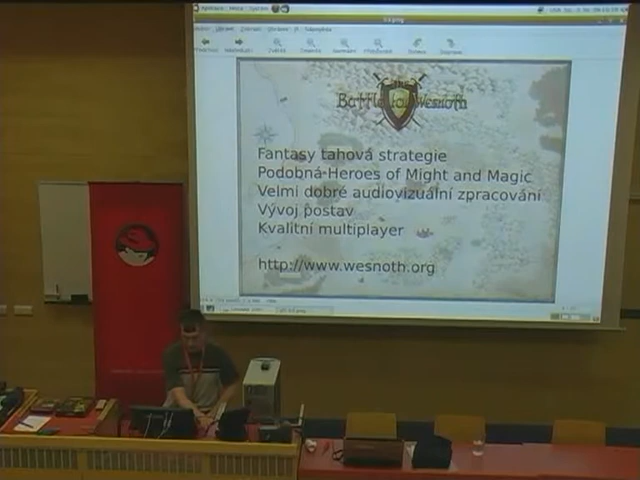 Battle for Wesnoth
Fantasy tahová strategie
Podobná Heroes of Might and Magic
Velmi dobré audiovizuální zpracování
Vývoj postav
Kvalitní multiplayer
http://www.wesnoth.org